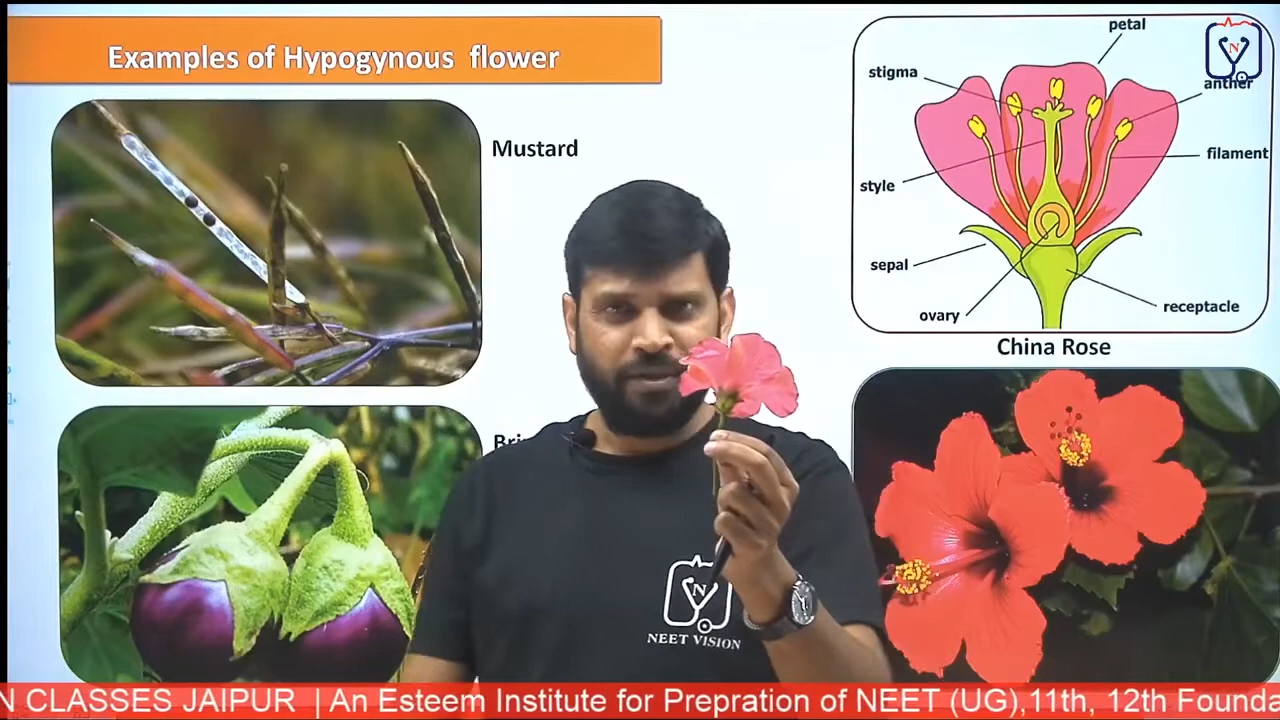 Examples of Hypogynous flower
Mustard
petal
stigma
anther
filament
style
sepal
receptacle
ovary
China Rose
N
N
NEET VISION
N CLASSES JAIPUR | An Esteem Institute for Prepration of NEET (UG),11th, 12th